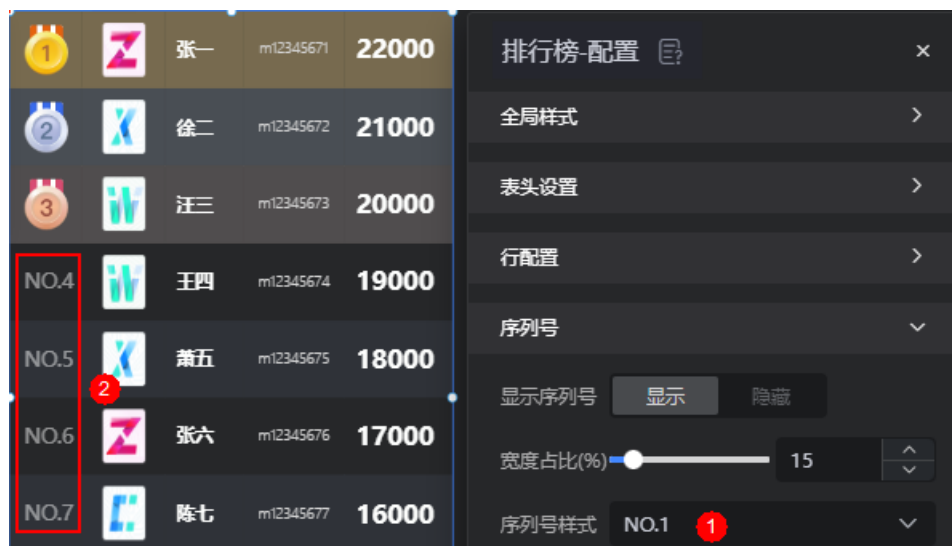 1 张一 m12345671 22000
2 徐二 m12345672 21000
3 汪三 m12345673 20000
NO.4 王四 m12345674 19000
NO.5 萧五 m12345675 18000
2
NO.6 张六 m12345676 17000
NO.7 陈七 m12345677 16000
排行榜-配置
全局样式
表头设置
行配置
序列号
显示序列号 显示 隐藏
宽度占比(%) 15
序列号样式 NO.1 1